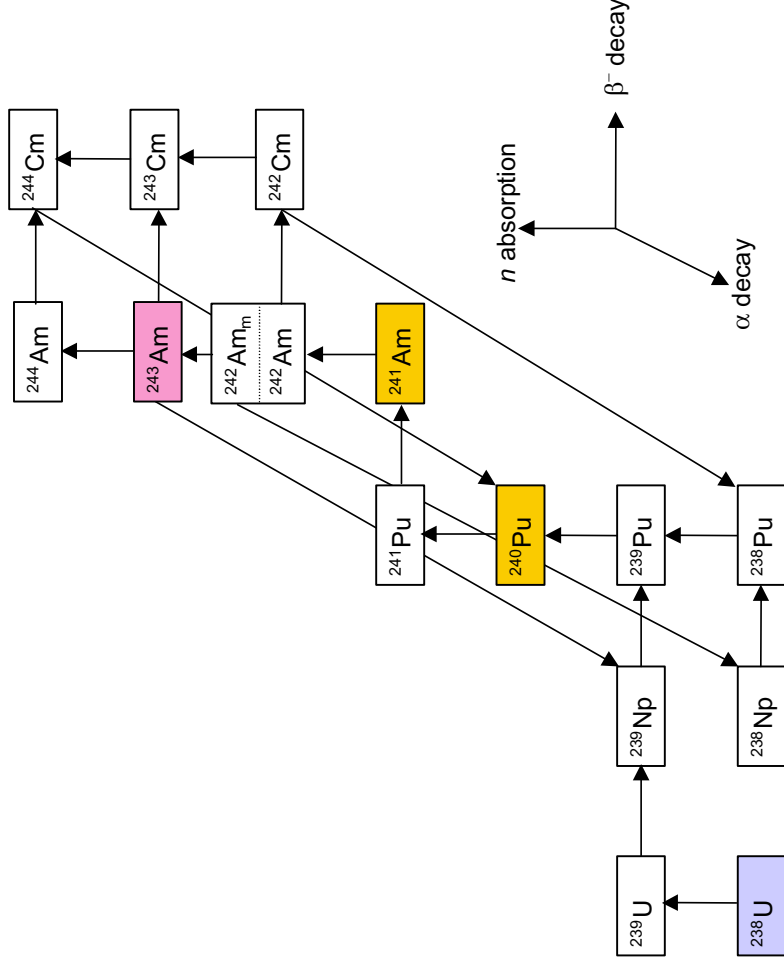 ²⁴⁴Cm
²⁴⁴Am
²⁴³Cm
²⁴³Am
²⁴²Cm
²⁴²Amₘ
²⁴²Am
²⁴¹Am
²⁴¹Pu
²⁴⁰Pu
²³⁹Pu
²³⁹Np
²³⁹U
²³⁸Pu
²³⁸Np
²³⁸U
n absorption
β⁻ decay
α decay